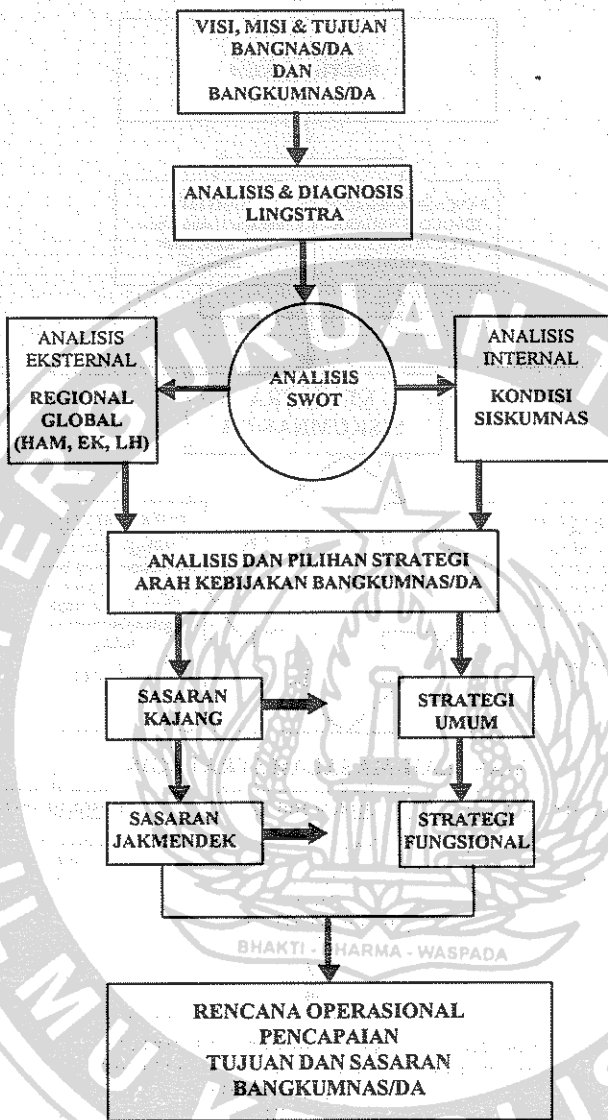 VISI, MISI & TUJUAN
BANGNAS/DA
DAN
BANGKUMNAS/DA
ANALISIS & DIAGNOSIS
LINGSTRA
ANALISIS
EKSTERNAL
REGIONAL
GLOBAL
(HAM, EK, LH)
ANALISIS
SWOT
ANALISIS
INTERNAL
KONDISI
SISKUMNAS
ANALISIS DAN PILIHAN STRATEGI
ARAH KEBIJAKAN BANGKUMNAS/DA
SASARAN
KAJANG
STRATEGI
UMUM
SASARAN
JAKMENDEK
STRATEGI
FUNGSIONAL
BHAKTI - DHARMA - WASPADA
RENCANA OPERASIONAL
PENCAPAIAN
TUJUAN DAN SASARAN
BANGKUMNAS/DA